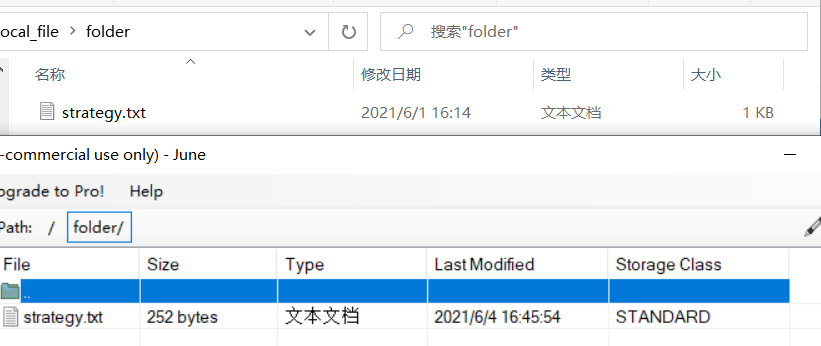 ocal_file > folder 搜索"folder"
名称 修改日期 类型 大小
strategy.txt 2021/6/1 16:14 文本文档 1 KB
-commercial use only) - June
pgrade to Pro! Help
Path: / folder/
File Size Type Last Modified Storage Class
..
strategy.txt 252 bytes 文本文档 2021/6/4 16:45:54 STANDARD